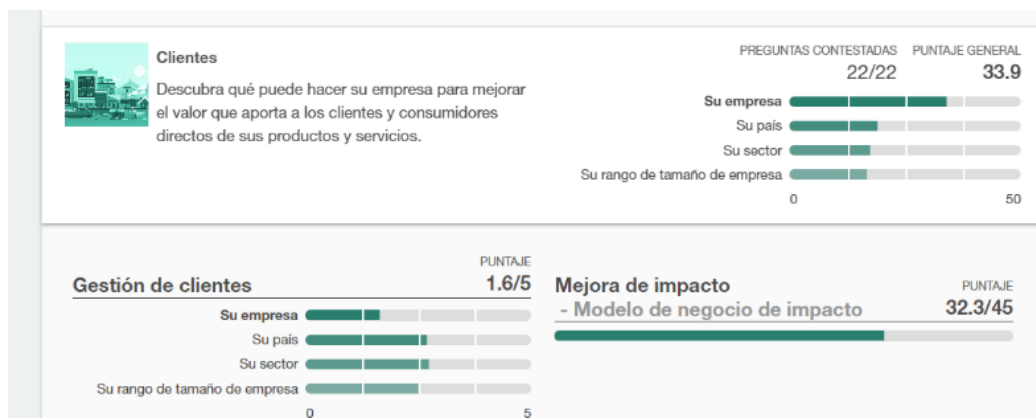 Clientes
Descubra qué puede hacer su empresa para mejorar
el valor que aporta a los clientes y consumidores
directos de sus productos y servicios.
PREGUNTAS CONTESTADAS PUNTAJE GENERAL
22/22 33.9
Su empresa
Su país
Su sector
Su rango de tamaño de empresa
0 50
Gestión de clientes
PUNTAJE
1.6/5
Su empresa
Su país
Su sector
Su rango de tamaño de empresa
0 5
Mejora de impacto
- Modelo de negocio de impacto
PUNTAJE
32.3/45